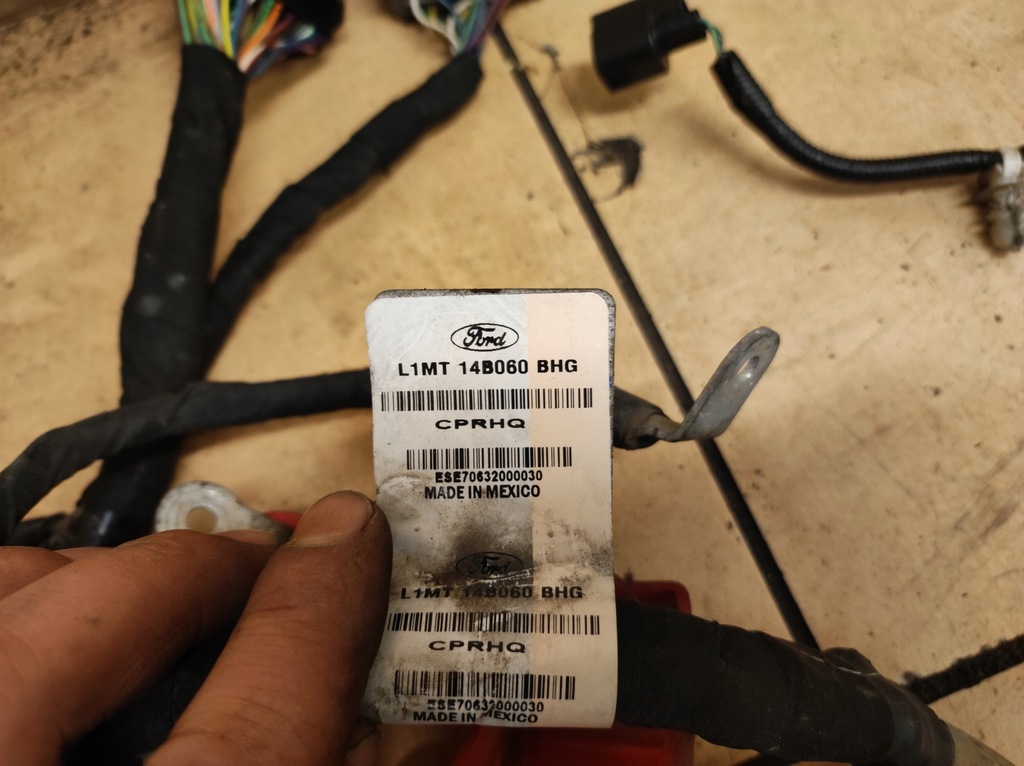 Ford
L1MT 14B060 BHG
CPRHQ
ESE70632000030
MADE IN MEXICO
Ford
L1MT 14B060 BHG
CPRHQ
ESE70632000030
MADE IN MEXICO